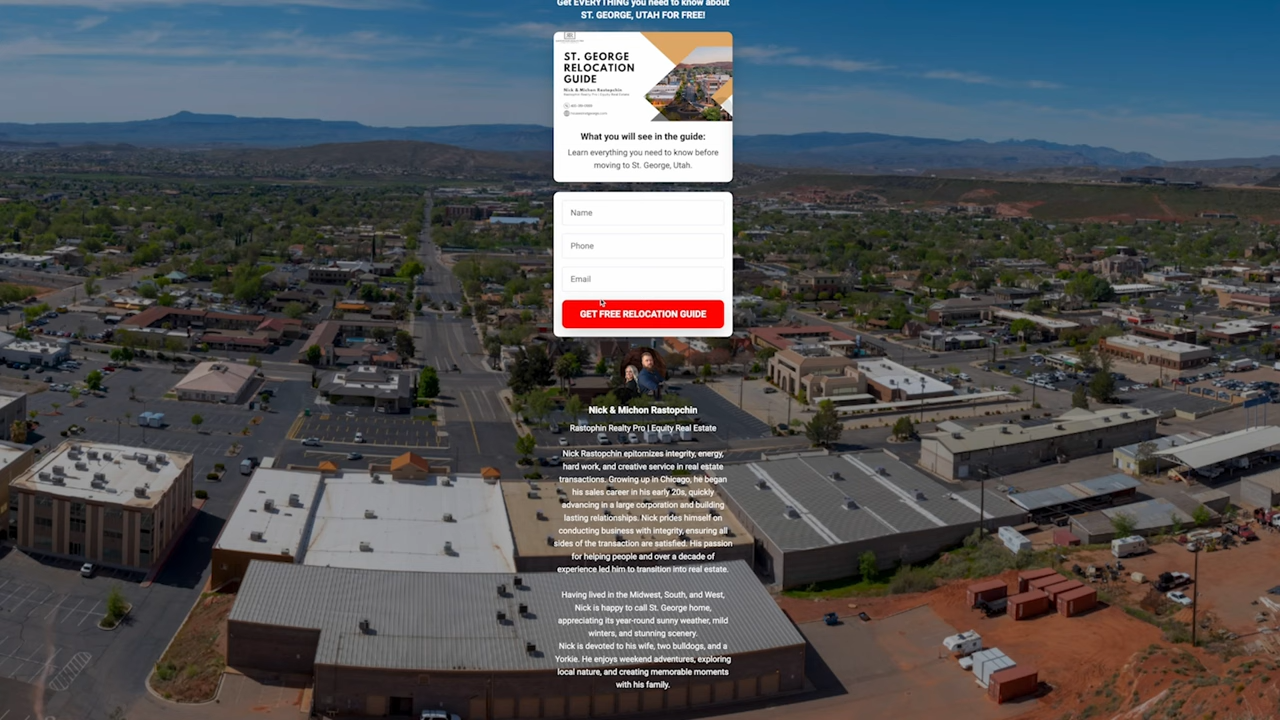 Get EVERYTHING you need to know about
ST. GEORGE, UTAH FOR FREE!
ST. GEORGE
RELOCATION
GUIDE
Nick & Michon Rastopchin
Rastopchin Realty Pro | Equity Real Estate
What you will see in the guide:
Learn everything you need to know before
moving to St. George, Utah.
Name
Phone
Email
GET FREE RELOCATION GUIDE
Nick & Michon Rastopchin
Rastophin Realty Pro | Equity Real Estate
Nick Rastopchin epitomizes integrity, energy,
hard work, and creative service in real estate
transactions. Growing up in Chicago, he began
his sales career in his early 20s, quickly
advancing in a large corporation and building
lasting relationships. Nick prides himself on
conducting business with integrity, ensuring all
sides of the transaction are satisfied. His passion
for helping people and over a decade of
experience led him to transition into real estate.
Having lived in the Midwest, South, and West,
Nick is happy to call St. George home,
appreciating its year-round sunny weather, mild
winters, and stunning scenery.
Nick is devoted to his wife, two bulldogs, and a
Yorkie. He enjoys weekend adventures, exploring
local nature, and creating memorable moments
with his family.